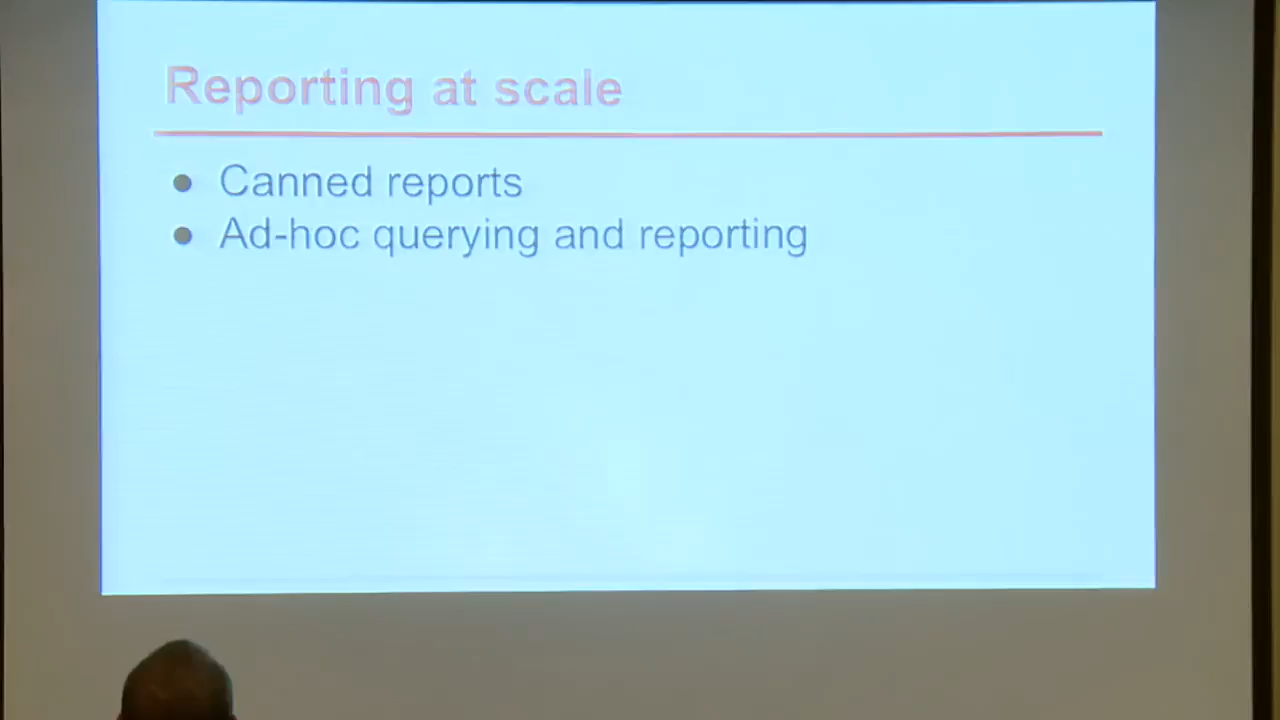 Reporting at scale
● Canned reports
● Ad-hoc querying and reporting